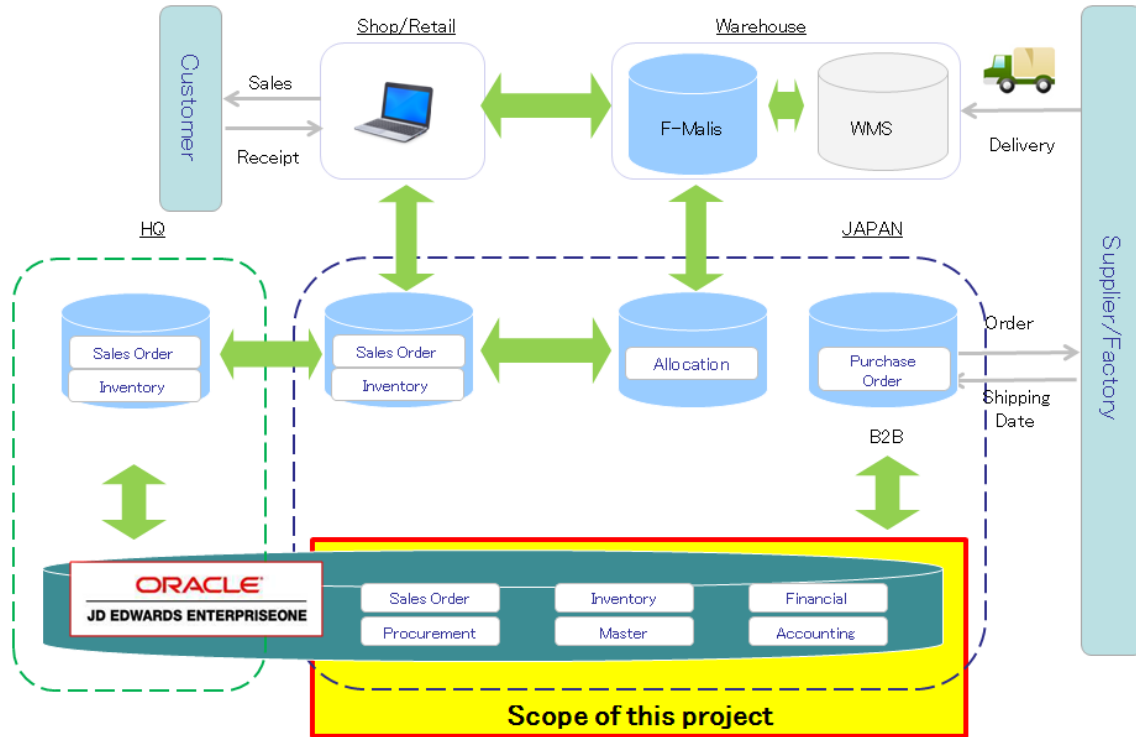 Shop/Retail
Warehouse
Customer
Sales
Receipt
F-Malis
WMS
Delivery
Supplier/Factory
HQ
JAPAN
Sales Order
Inventory
Sales Order
Inventory
Allocation
Purchase
Order
Order
Shipping
Date
B2B
ORACLE
JD EDWARDS ENTERPRISEONE
Sales Order
Inventory
Financial
Procurement
Master
Accounting
Scope of this project